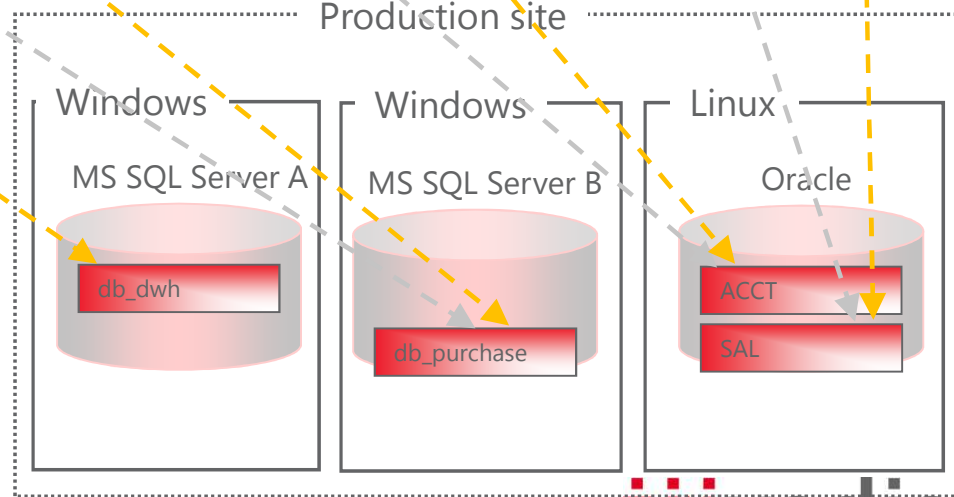 Production site
Windows
Windows
Linux
MS SQL Server A
MS SQL Server B
Oracle
db_dwh
ACCT
db_purchase
SAL